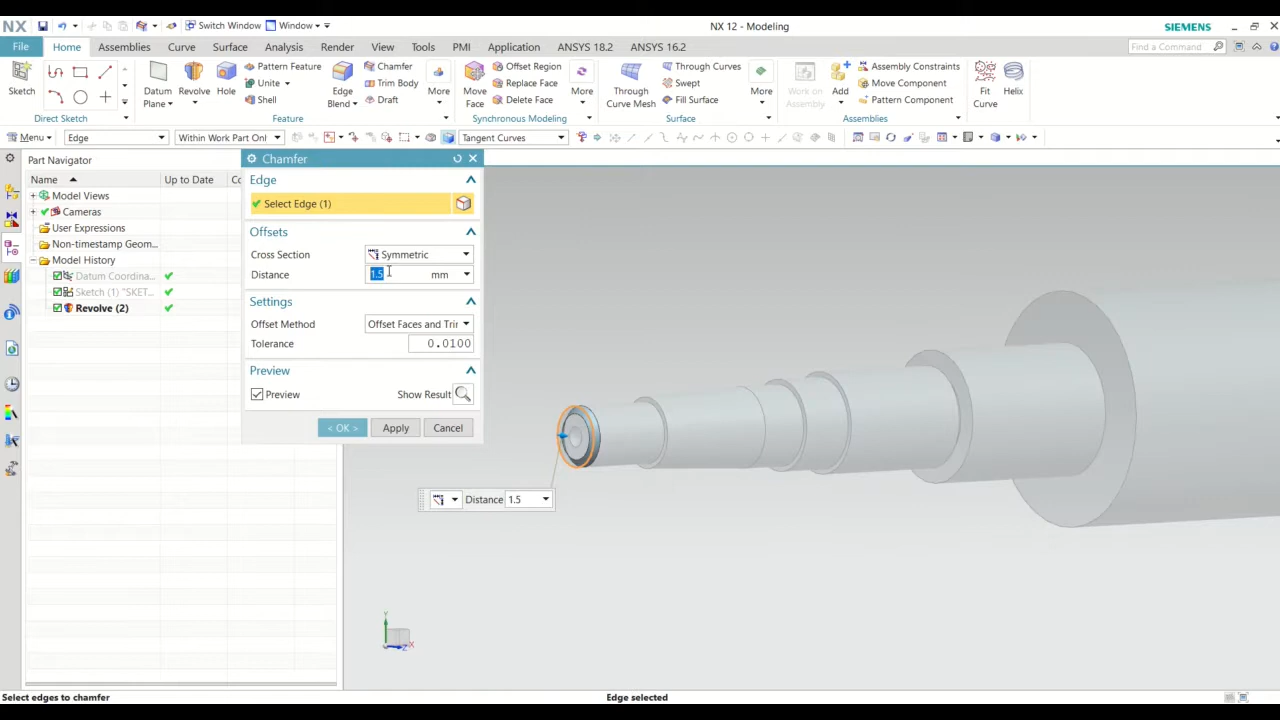 NX
Switch Window
Window
NX 12 - Modeling
SIEMENS
File
Home
Assemblies
Curve
Surface
Analysis
Render
View
Tools
PMI
Application
ANSYS 18.2
ANSYS 16.2
Find a Command
Sketch
Direct Sketch
Datum Plane
Revolve
Hole
Pattern Feature
Unite
Shell
Edge Blend
Chamfer
Trim Body
Draft
More
Feature
Move Face
Offset Region
Replace Face
Delete Face
More
Synchronous Modeling
Through Curve Mesh
Through Curves
Swept
Fill Surface
More
Surface
Work on Assembly
Add
Assembly Constraints
Move Component
Pattern Component
Assemblies
Fit Curve
Helix
Menu
Edge
Within Work Part Onl
Tangent Curves
Part Navigator
Name
Up to Date
Co
Model Views
Cameras
User Expressions
Non-timestamp Geom...
Model History
Datum Coordina...
Sketch (1) "SKET...
Revolve (2)
Chamfer
Edge
Select Edge (1)
Offsets
Cross Section
Symmetric
Distance
1.5
mm
Settings
Offset Method
Offset Faces and Trir
Tolerance
0.0100
Preview
Preview
Show Result
< OK >
Apply
Cancel
Distance 1.5
Y
Z
X
Select edges to chamfer
Edge selected